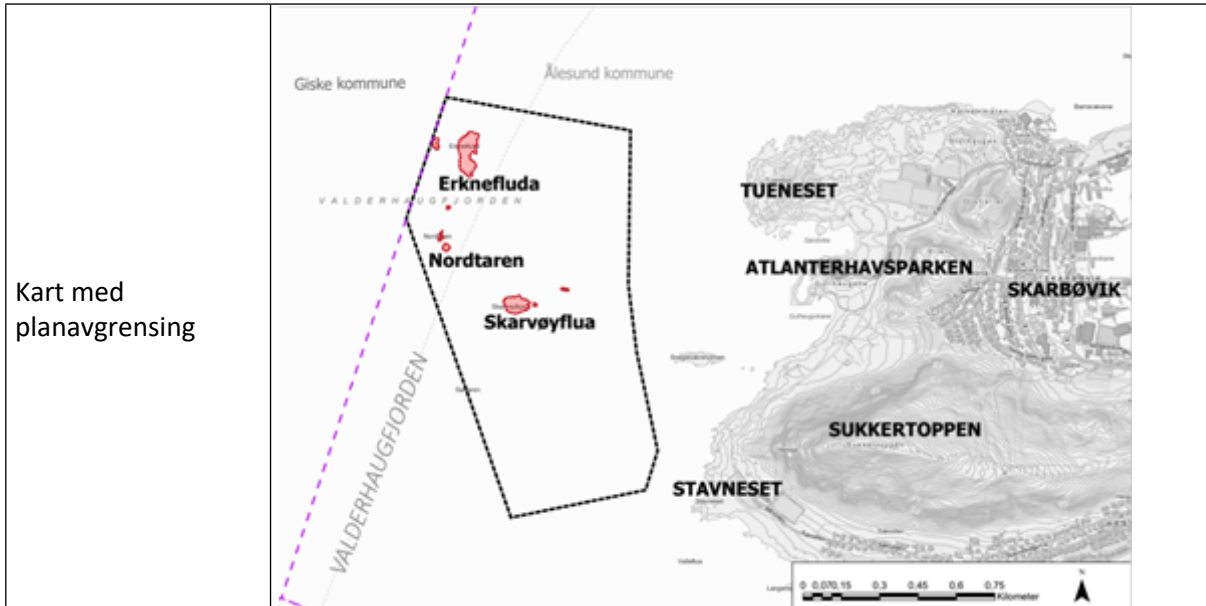 Kart med
planavgrensing
Giske kommune
Ålesund kommune
Erknefluda
VALDERHAUGFJORDEN
Nordtaren
Skarvøyflua
VALDERHAUGFJORDEN
TUENESET
ATLANTERHAVSPARKEN
SKARBØVIK
SUKKERTOPPEN
STAVNESET
0 0.070.15 0.3 0.45 0.6 0.75
Kilometer
N